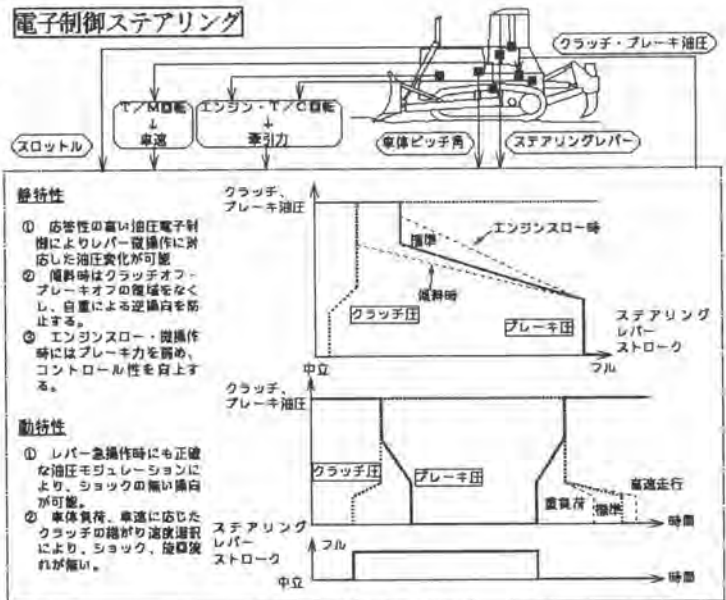 電子制御ステアリング
クラッチ・ブレーキ油圧
T/M回転
↓
車速
エンジン・T/C回転
↓
牽引力
スロットル
車体ピッチ角
ステアリングレバー
静特性
① 応答性の高い油圧電子制
御によりレバー微操作に対
応した油圧変化が可能
② 傾斜時はクラッチオフ・
ブレーキオフの領域をなく
し、自重による逆操向を防
止する。
③ エンジンスロー・微操作
時にはブレーキ力を弱め、
コントロール性を向上す
る。
クラッチ、
ブレーキ油圧
エンジンスロー時
標準
傾斜時
クラッチ圧
ブレーキ圧
ステアリング
レバー
ストローク
中立
フル
動特性
① レバー急操作時にも正確
な油圧モジュレーションに
より、ショックの無い操向
が可能。
② 車体負荷、車速に応じた
クラッチの繋がり速度選択
により、ショック、旋回流
れが無い。
クラッチ、
ブレーキ油圧
クラッチ圧
ブレーキ圧
高速走行
重負荷
標準
時間
ステアリング
レバー
ストローク
フル
中立
時間